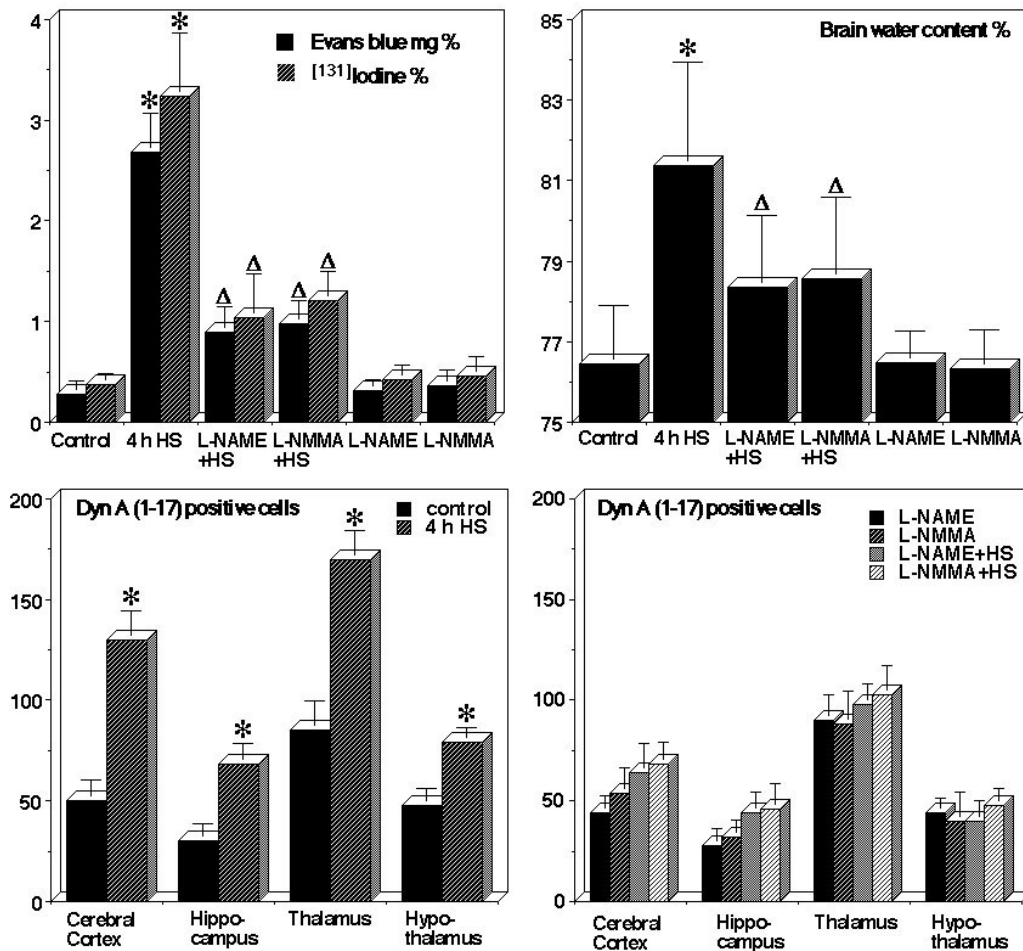 4
3
2
1
0
Evans blue mg %
[131]Iodine %
*
*
Δ
Δ
Δ
Δ
Control
4 h HS
L-NAME
+HS
L-NMMA
+HS
L-NAME
L-NMMA
85
83
81
79
77
75
Brain water content %
*
Δ
Δ
Control
4 h HS
L-NAME
+HS
L-NMMA
+HS
L-NAME
L-NMMA
200
150
100
50
0
Dyn A (1-17) positive cells
control
4 h HS
*
*
*
*
Cerebral
Cortex
Hippo-
campus
Thalamus
Hypo-
thalamus
200
150
100
50
0
Dyn A (1-17) positive cells
L-NAME
L-NMMA
L-NAME+HS
L-NMMA+HS
Cerebral
Cortex
Hippo-
campus
Thalamus
Hypo-
thalamus